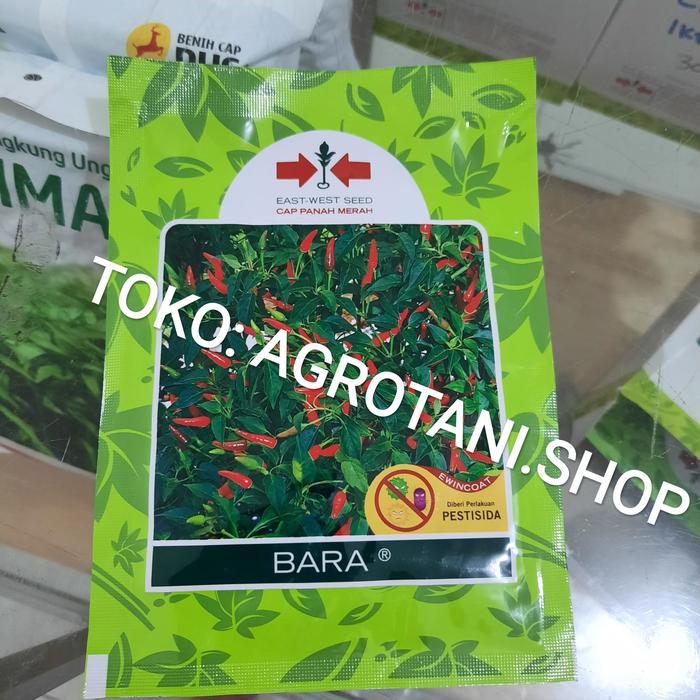 BENIH CAP
EAST-WEST SEED
CAP PANAH MERAH
TOKO: AGROTANI.SHOP
EWINCOAT
Diberi Perlakuan
PESTISIDA
BARA ®